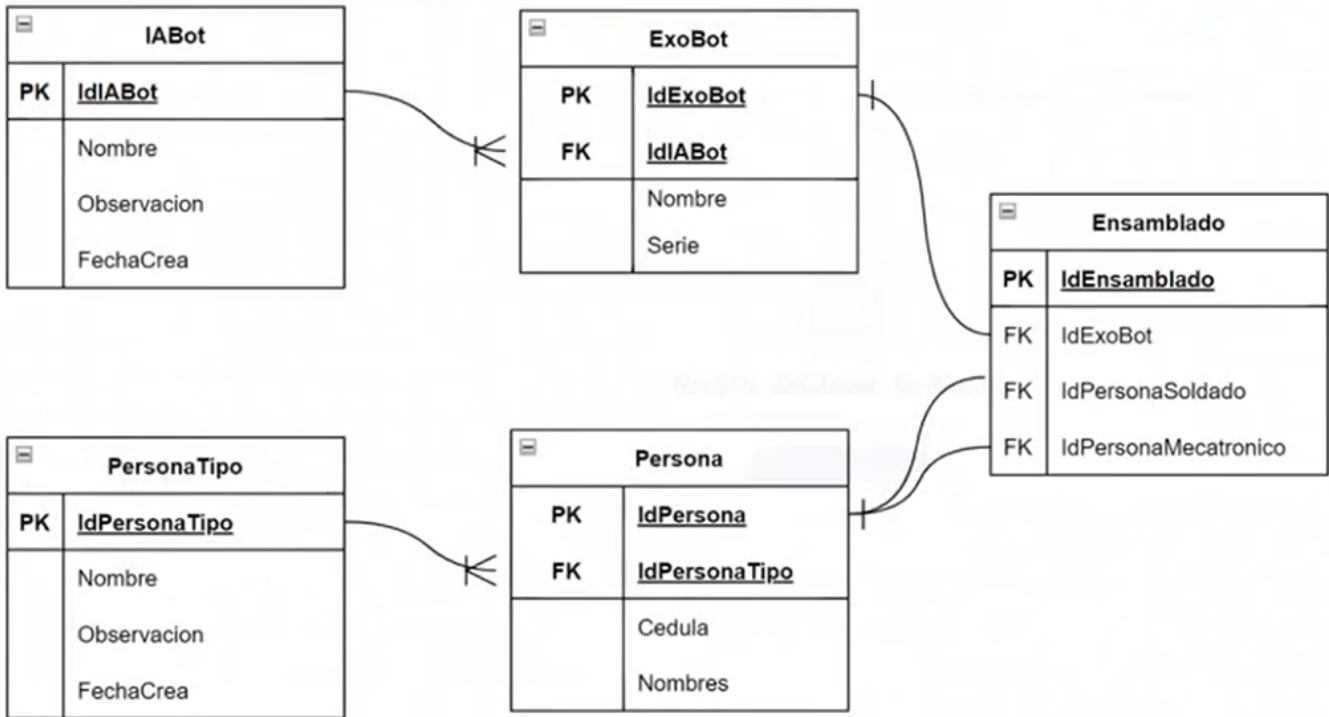 IABot
PK IdIABot
Nombre
Observacion
FechaCrea
ExoBot
PK IdExoBot
FK IdIABot
Nombre
Serie
Ensamblado
PK IdEnsamblado
FK IdExoBot
FK IdPersonaSoldado
FK IdPersonaMecatronico
PersonaTipo
PK IdPersonaTipo
Nombre
Observacion
FechaCrea
Persona
PK IdPersona
FK IdPersonaTipo
Cedula
Nombres